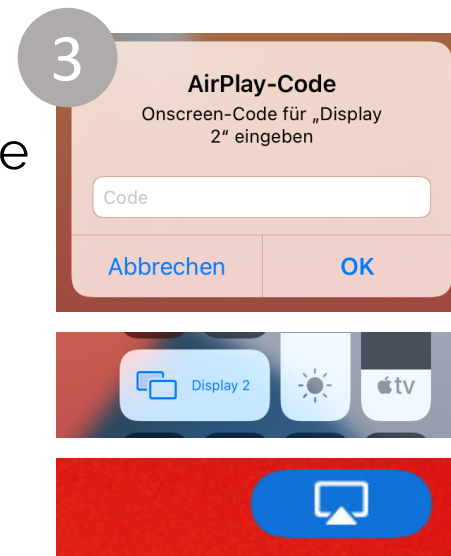 3
AirPlay-Code
Onscreen-Code für „Display
2“ eingeben
e
Code
Abbrechen OK
Display 2
tv